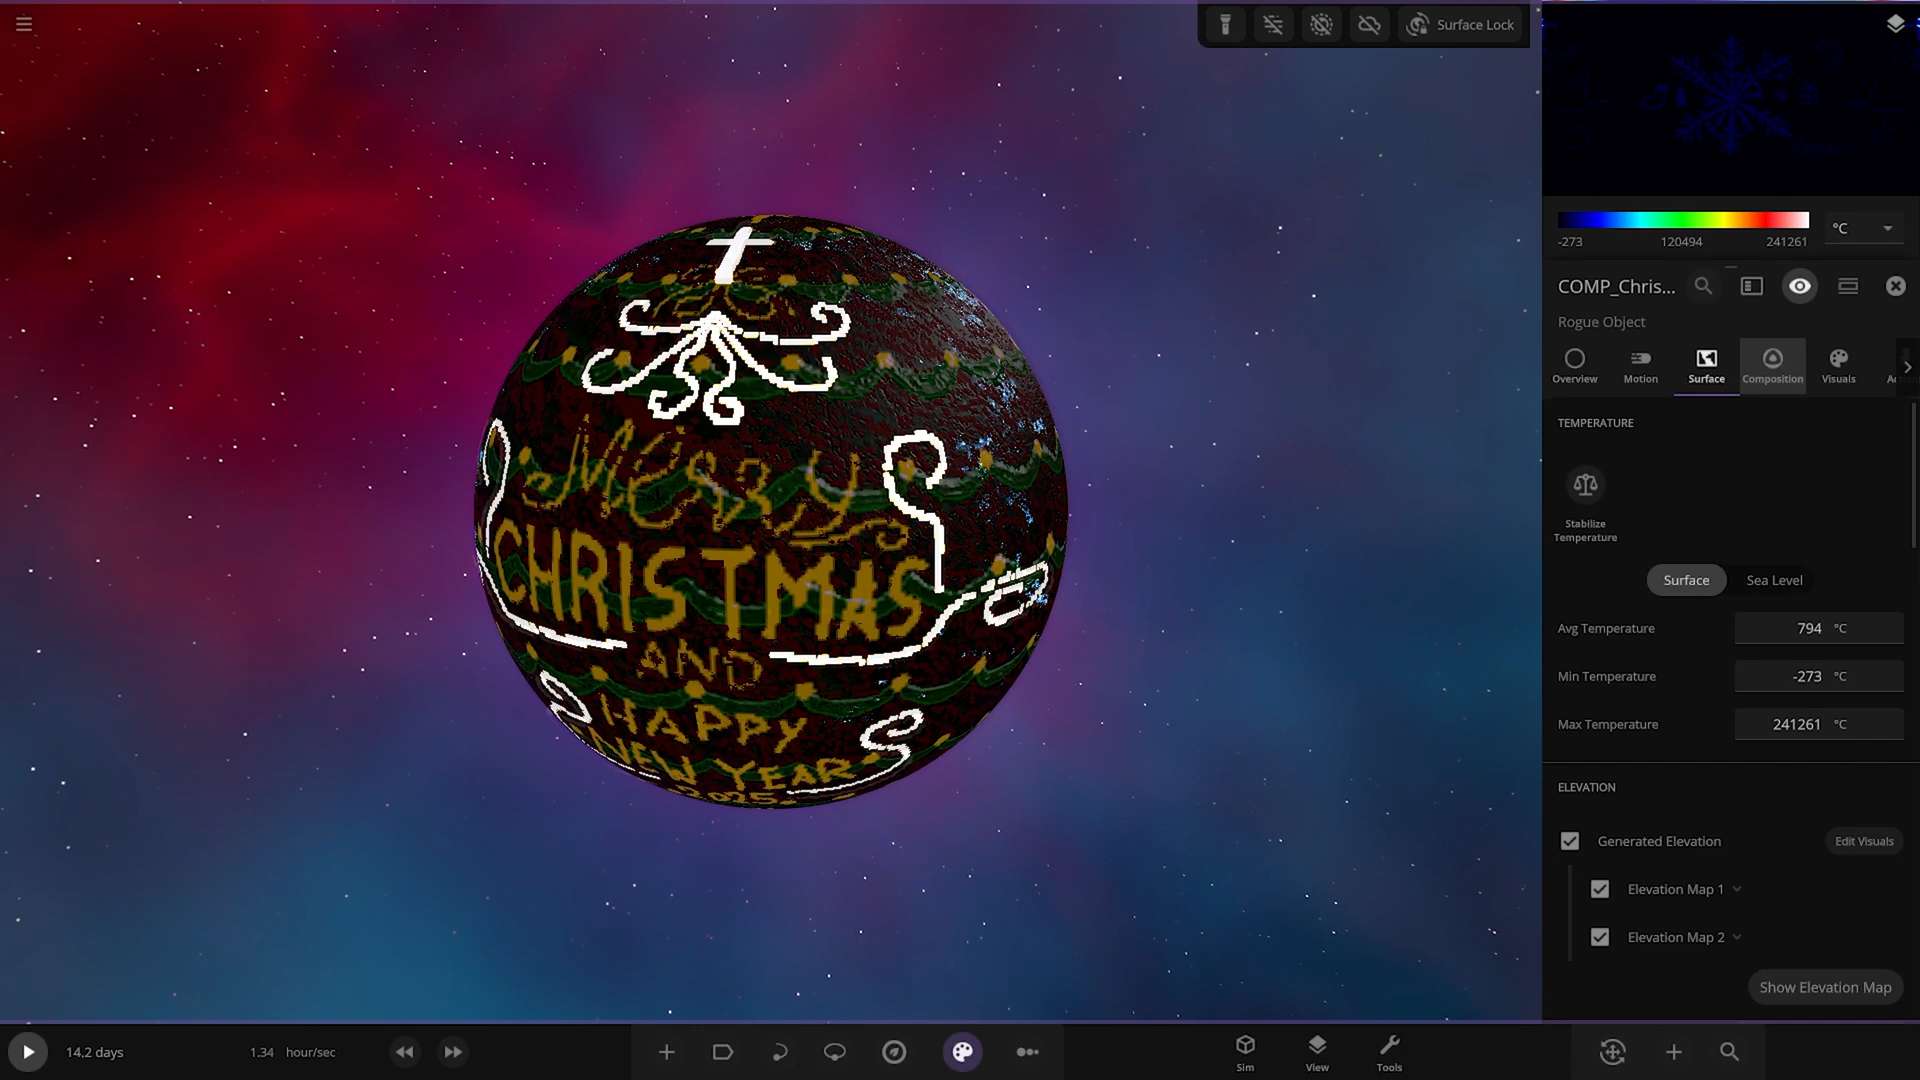 Surface Lock
-273 120494 241261 °C
COMP_Chris...
Rogue Object
Overview Motion Surface Composition Visuals
TEMPERATURE
Stabilize
Temperature
Surface Sea Level
Avg Temperature 794 °C
Min Temperature -273 °C
Max Temperature 241261 °C
ELEVATION
Generated Elevation Edit Visuals
Elevation Map 1
Elevation Map 2
Show Elevation Map
Merry
CHRISTMAS
AND
HAPPY
NEW YEAR
2025
14.2 days 1.34 hour/sec Sim View Tools